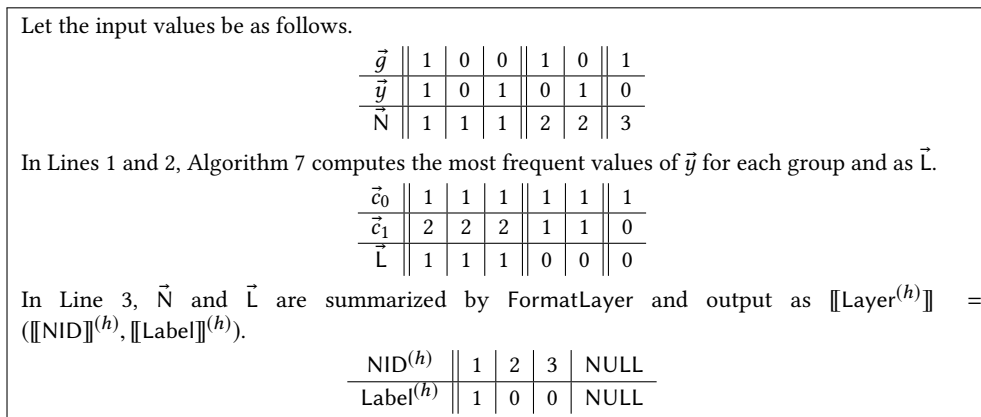 Let the input values be as follows.
g⃗ 1 0 0 1 0 1
y⃗ 1 0 1 0 1 0
N⃗ 1 1 1 2 2 3
In Lines 1 and 2, Algorithm 7 computes the most frequent values of y⃗ for each group and as L⃗.
c⃗₀ 1 1 1 1 1 1
c⃗₁ 2 2 2 1 1 0
L⃗ 1 1 1 0 0 0
In Line 3, N⃗ and L⃗ are summarized by FormatLayer and output as ⟦Layer⁽ʰ⁾⟧ =
(⟦NID⟧⁽ʰ⁾, ⟦Label⟧⁽ʰ⁾).
NID⁽ʰ⁾ 1 2 3 NULL
Label⁽ʰ⁾ 1 0 0 NULL